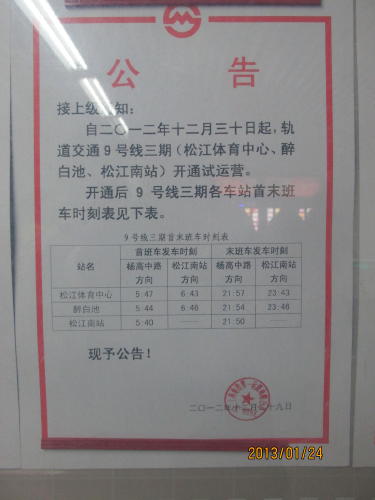 公 告
接上级 知：
自二〇一二年十二月三十日起，轨
道交通9号线三期（松江体育中心、醉
白池、松江南站）开通试运营。
开通后 9 号线三期各车站首末班
车时刻表见下表。
9号线三期首末班车时刻表
站名 首班车发车时刻 末班车发车时刻
杨高中路方向 松江南站方向 杨高中路方向 松江南站方向
松江体育中心 5:47 6:43 21:57 23:43
醉白池 5:44 6:46 21:54 23:46
松江南站 5:40 —— 21:50 ——
现予公告！
二〇一二年十二月二十九日
2013/01/24